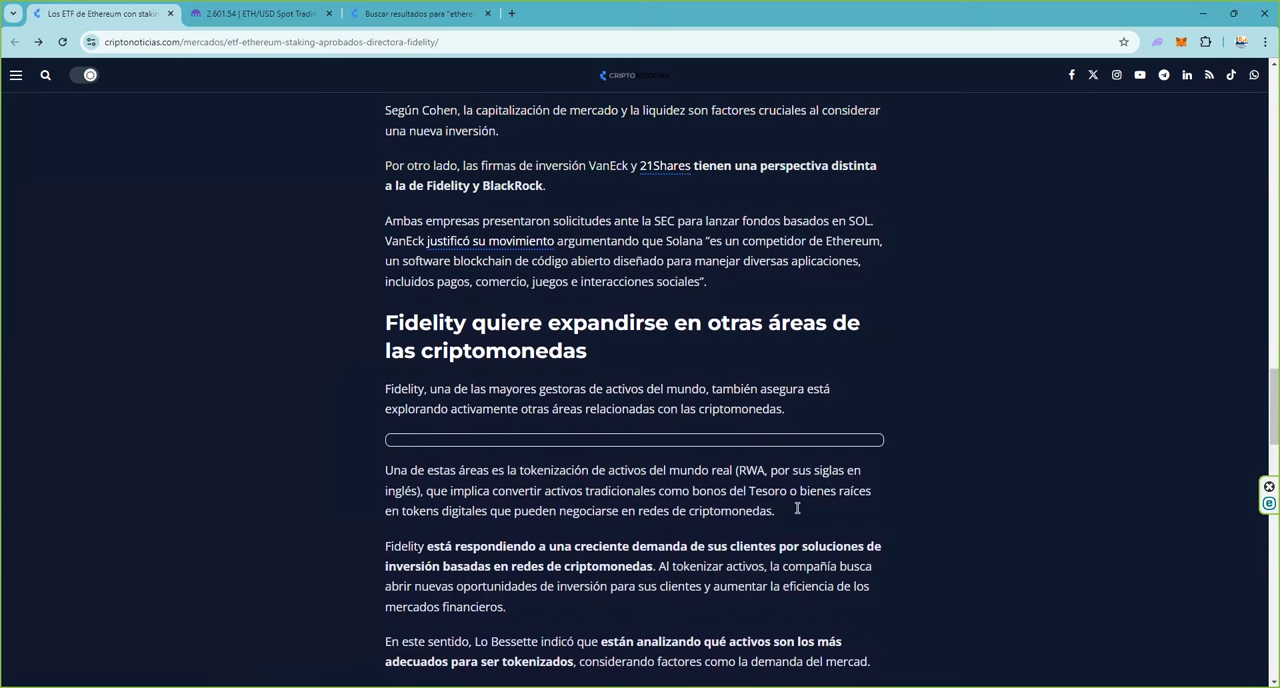 Los ETF de Ethereum con stakin
2.601.54 | ETH/USD Spot Tradin
Buscar resultados para "ethere
criptonoticias.com/mercados/etf-ethereum-staking-aprobados-directora-fidelity/
CRIPTONOTICIAS
Según Cohen, la capitalización de mercado y la liquidez son factores cruciales al considerar
una nueva inversión.
Por otro lado, las firmas de inversión VanEck y 21Shares tienen una perspectiva distinta
a la de Fidelity y BlackRock.
Ambas empresas presentaron solicitudes ante la SEC para lanzar fondos basados en SOL.
VanEck justificó su movimiento argumentando que Solana “es un competidor de Ethereum,
un software blockchain de código abierto diseñado para manejar diversas aplicaciones,
incluidos pagos, comercio, juegos e interacciones sociales”.
Fidelity quiere expandirse en otras áreas de
las criptomonedas
Fidelity, una de las mayores gestoras de activos del mundo, también asegura está
explorando activamente otras áreas relacionadas con las criptomonedas.
Una de estas áreas es la tokenización de activos del mundo real (RWA, por sus siglas en
inglés), que implica convertir activos tradicionales como bonos del Tesoro o bienes raíces
en tokens digitales que pueden negociarse en redes de criptomonedas.
Fidelity está respondiendo a una creciente demanda de sus clientes por soluciones de
inversión basadas en redes de criptomonedas. Al tokenizar activos, la compañía busca
abrir nuevas oportunidades de inversión para sus clientes y aumentar la eficiencia de los
mercados financieros.
En este sentido, Lo Bessette indicó que están analizando qué activos son los más
adecuados para ser tokenizados, considerando factores como la demanda del mercad.